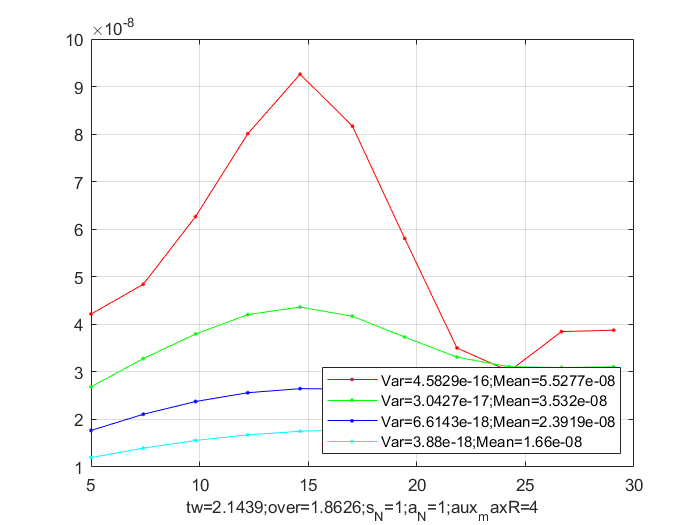 ×10-8
10
9
8
7
6
5
4
3
2
1
Var=4.5829e-16;Mean=5.5277e-08
Var=3.0427e-17;Mean=3.532e-08
Var=6.6143e-18;Mean=2.3919e-08
Var=3.88e-18;Mean=1.66e-08
5 10 15 20 25 30
tw=2.1439;over=1.8626;sN=1;aN=1;auxmaxR=4